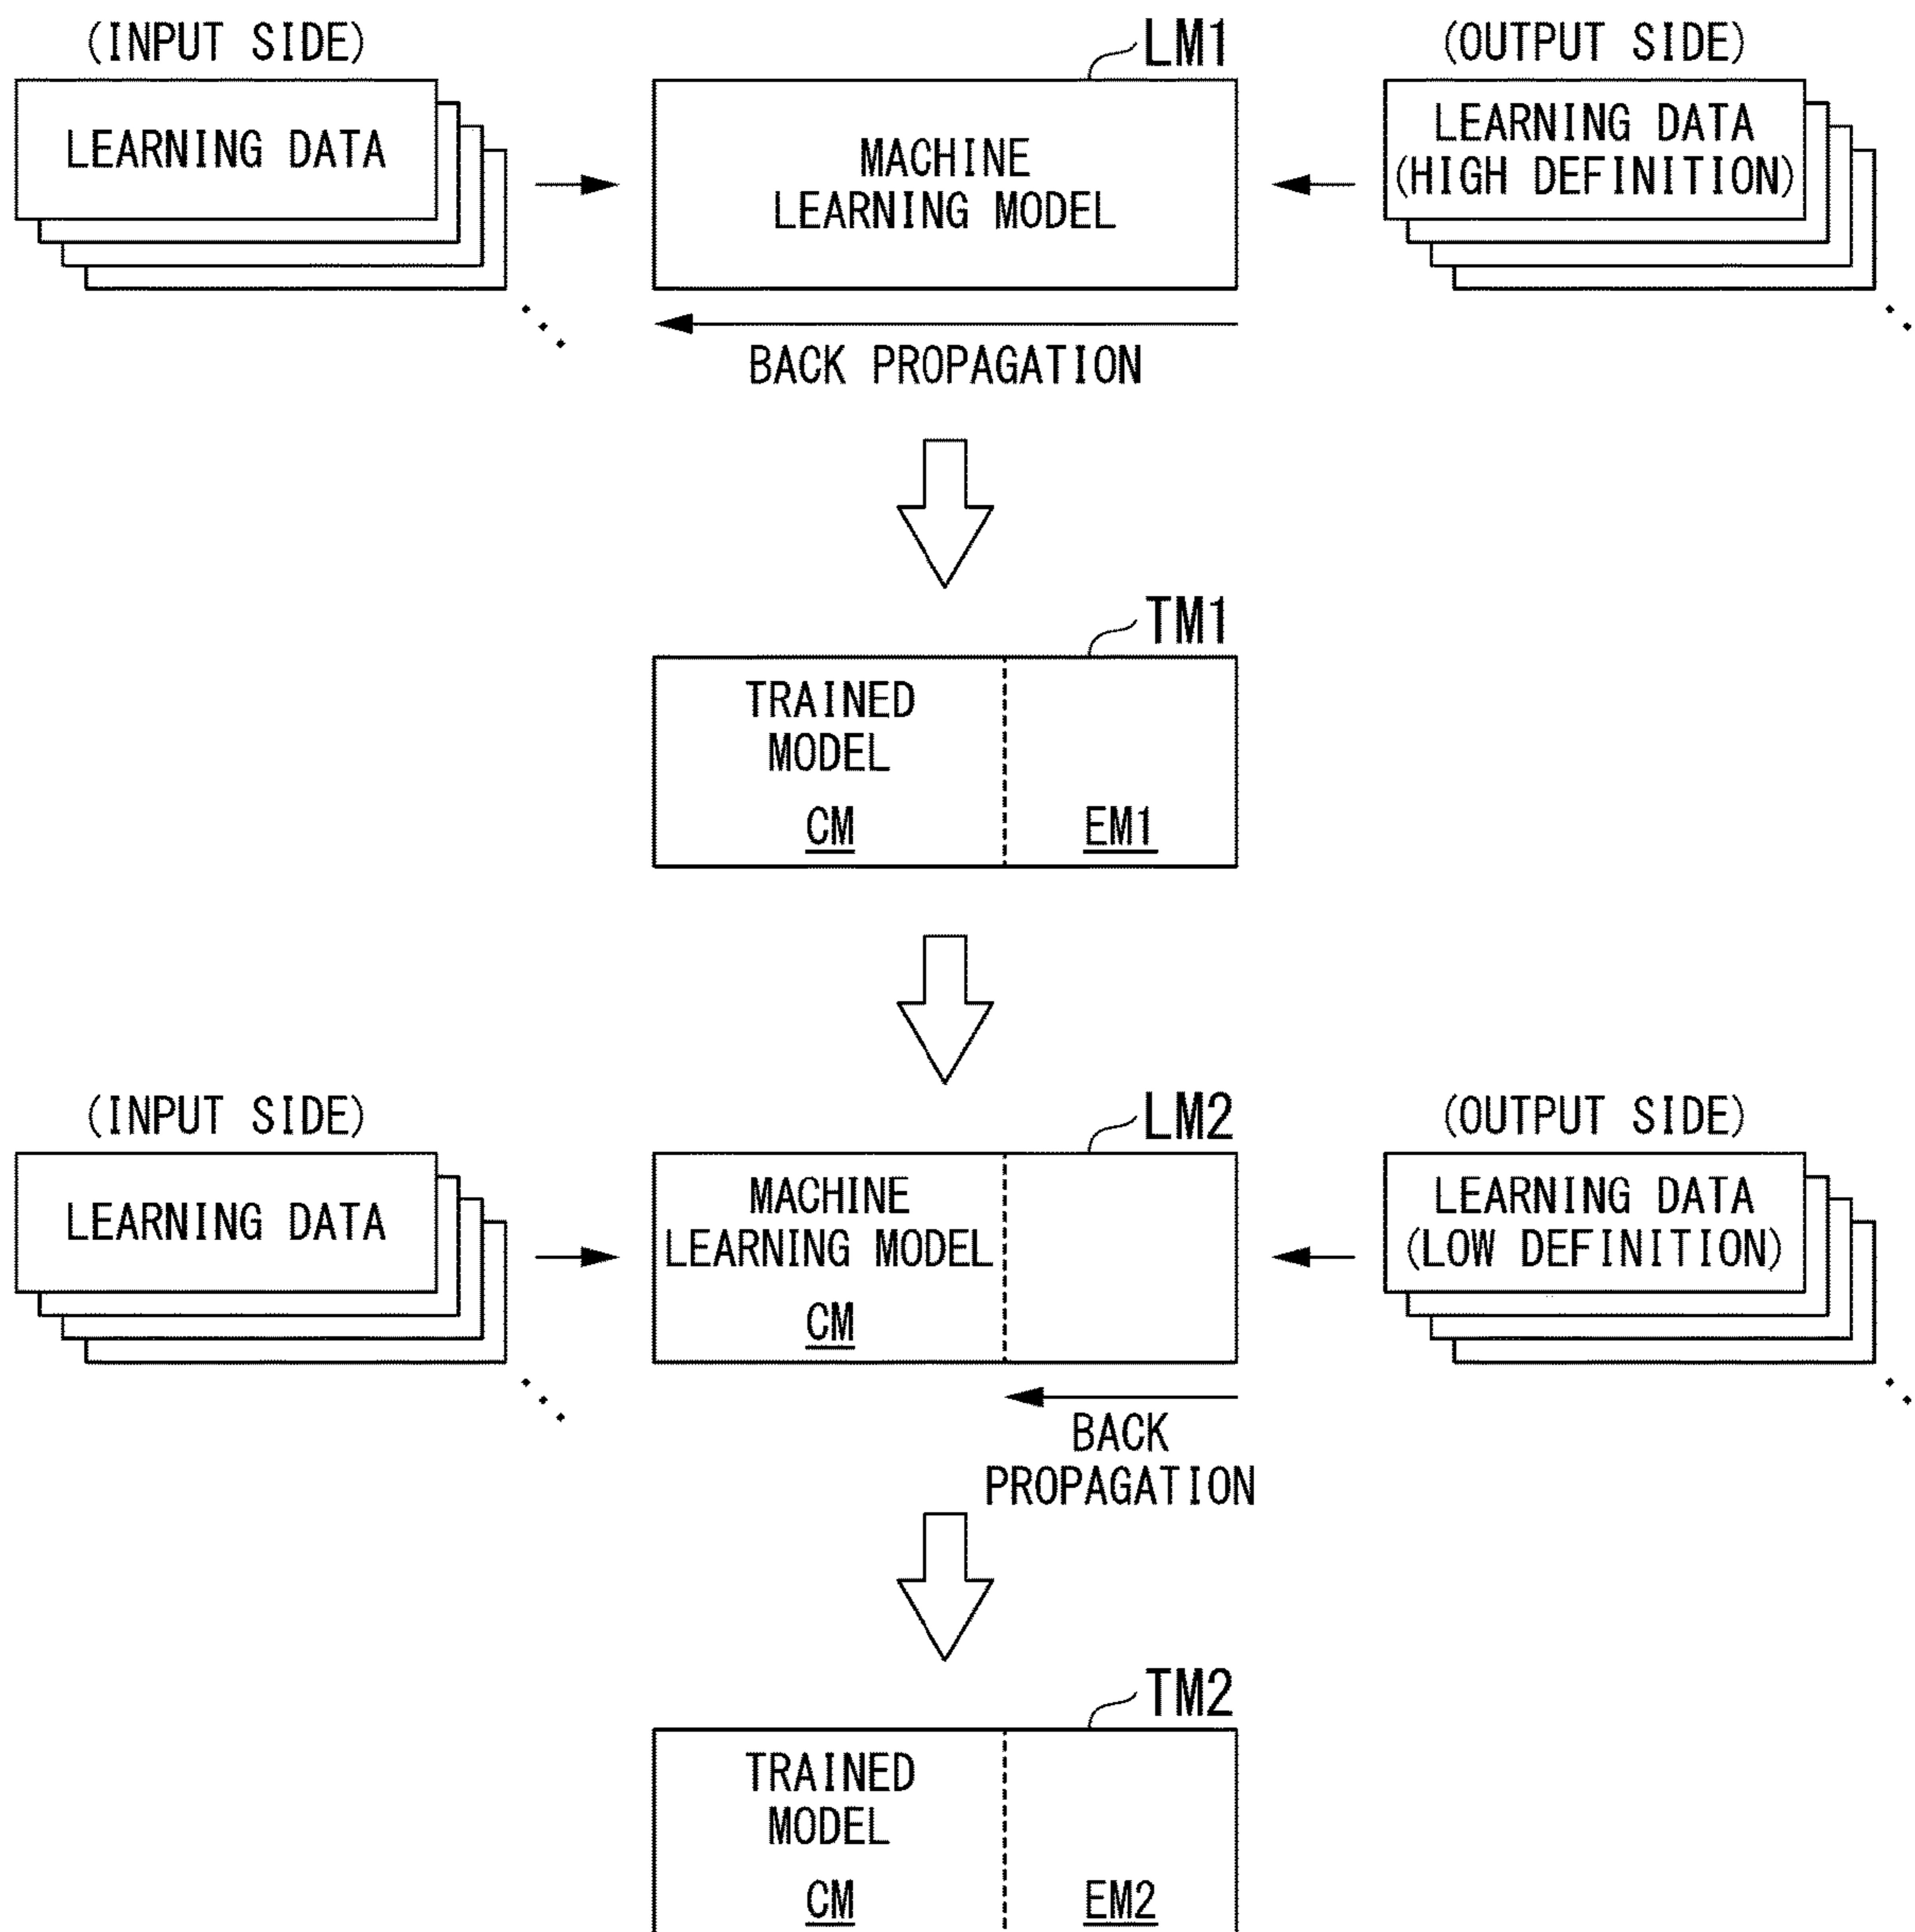 (INPUT SIDE)
LM1
(OUTPUT SIDE)
LEARNING DATA
MACHINE
LEARNING MODEL
LEARNING DATA
(HIGH DEFINITION)
BACK PROPAGATION
TM1
TRAINED
MODEL
CM
EM1
(INPUT SIDE)
LM2
(OUTPUT SIDE)
LEARNING DATA
MACHINE
LEARNING MODEL
CM
LEARNING DATA
(LOW DEFINITION)
BACK
PROPAGATION
TM2
TRAINED
MODEL
CM
EM2